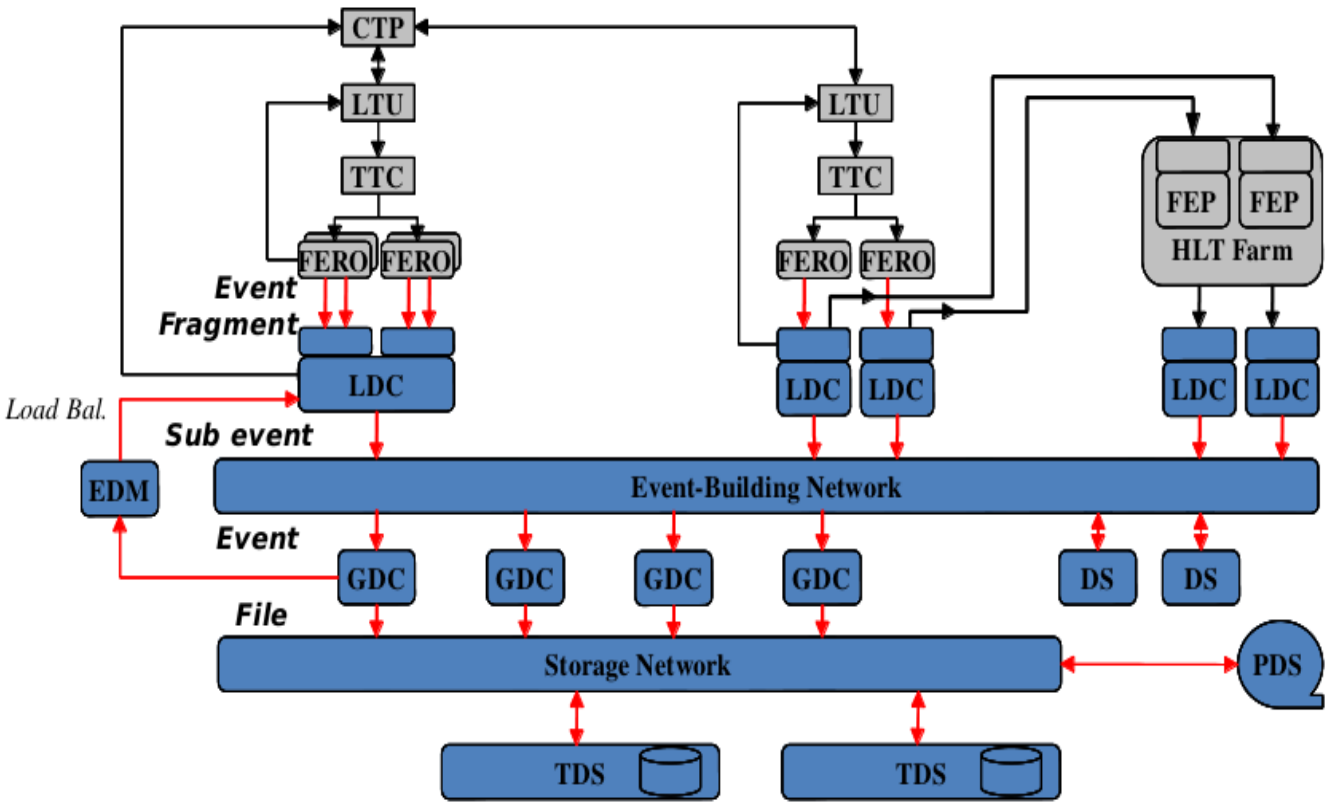 CTP
LTU
LTU
TTC
TTC
FEP
FEP
HLT Farm
FERO
FERO
FERO
FERO
Event
Fragment
LDC
LDC
LDC
LDC
LDC
Load Bal.
Sub event
EDM
Event-Building Network
Event
GDC
GDC
GDC
GDC
DS
DS
File
Storage Network
PDS
TDS
TDS